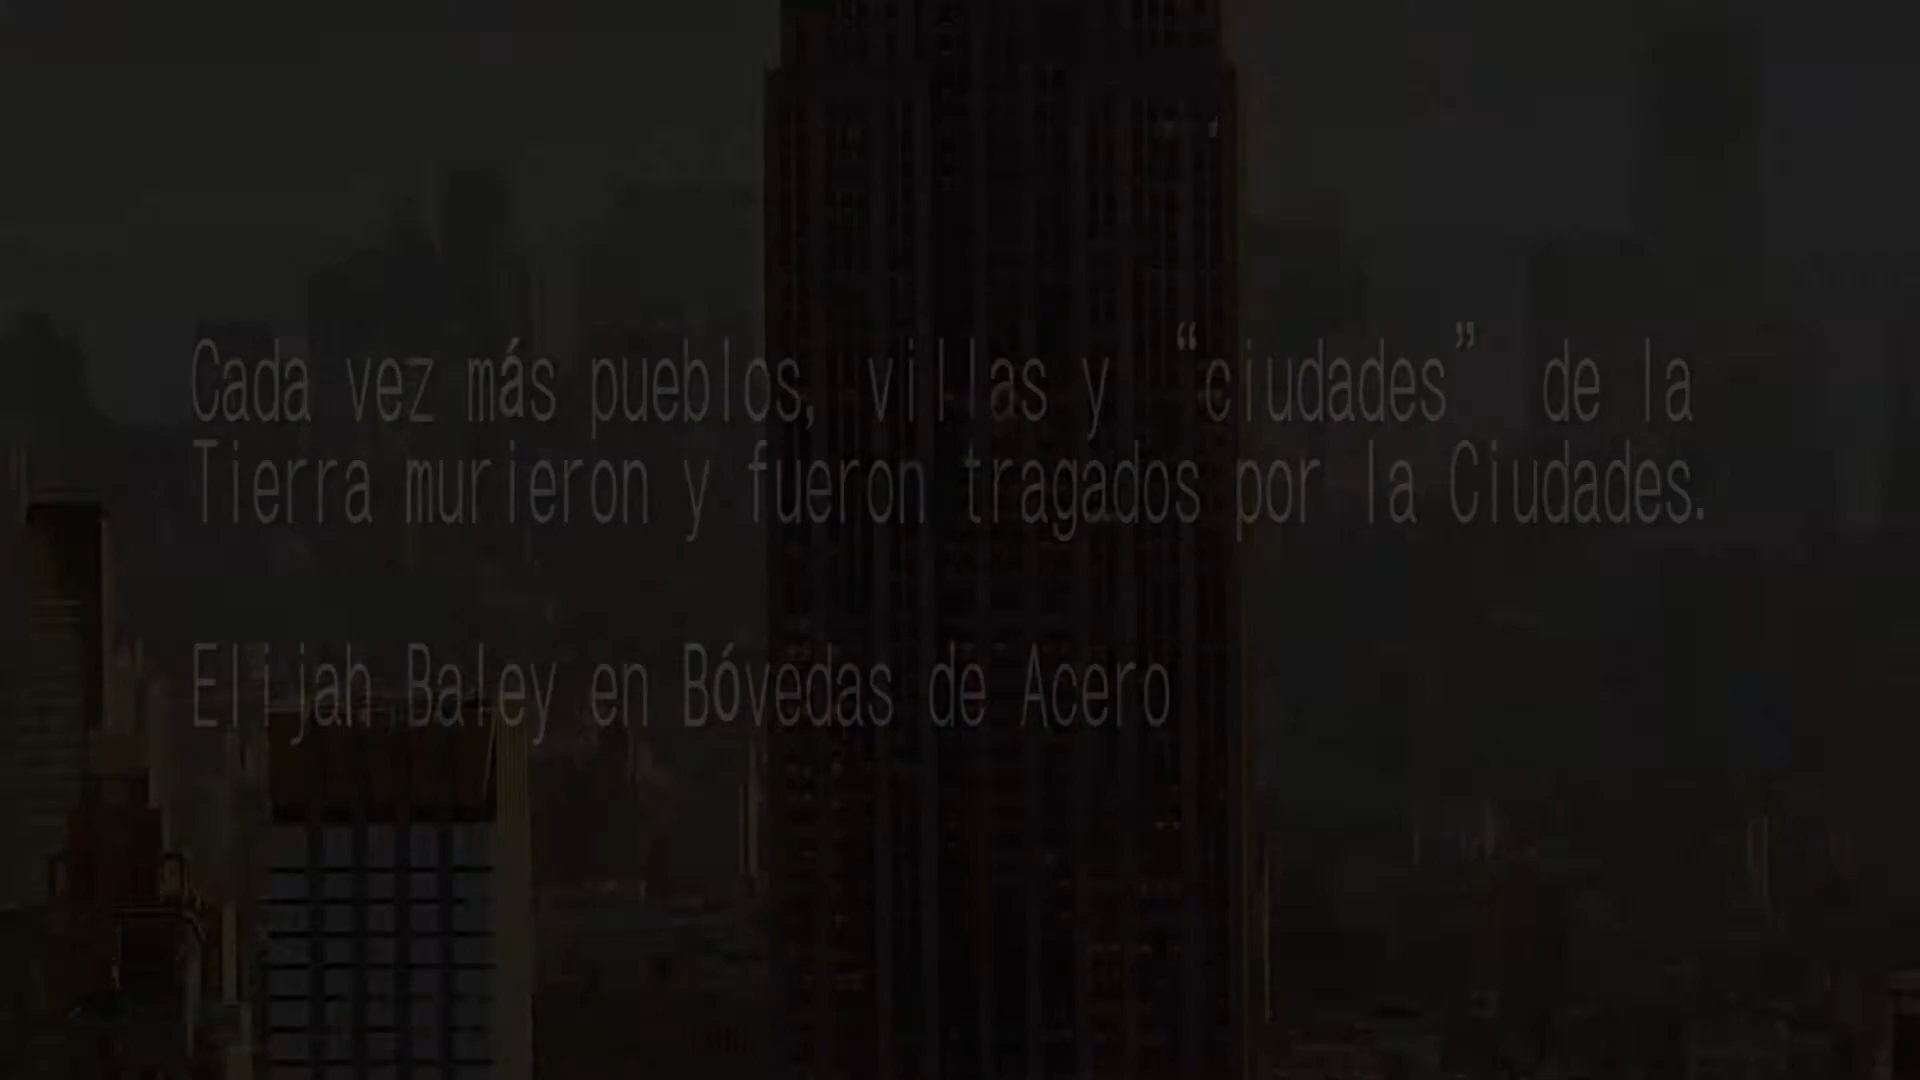 Cada vez más pueblos, villas y “ciudades” de la
Tierra murieron y fueron tragados por la Ciudades.
Elijah Baley en Bóvedas de Acero